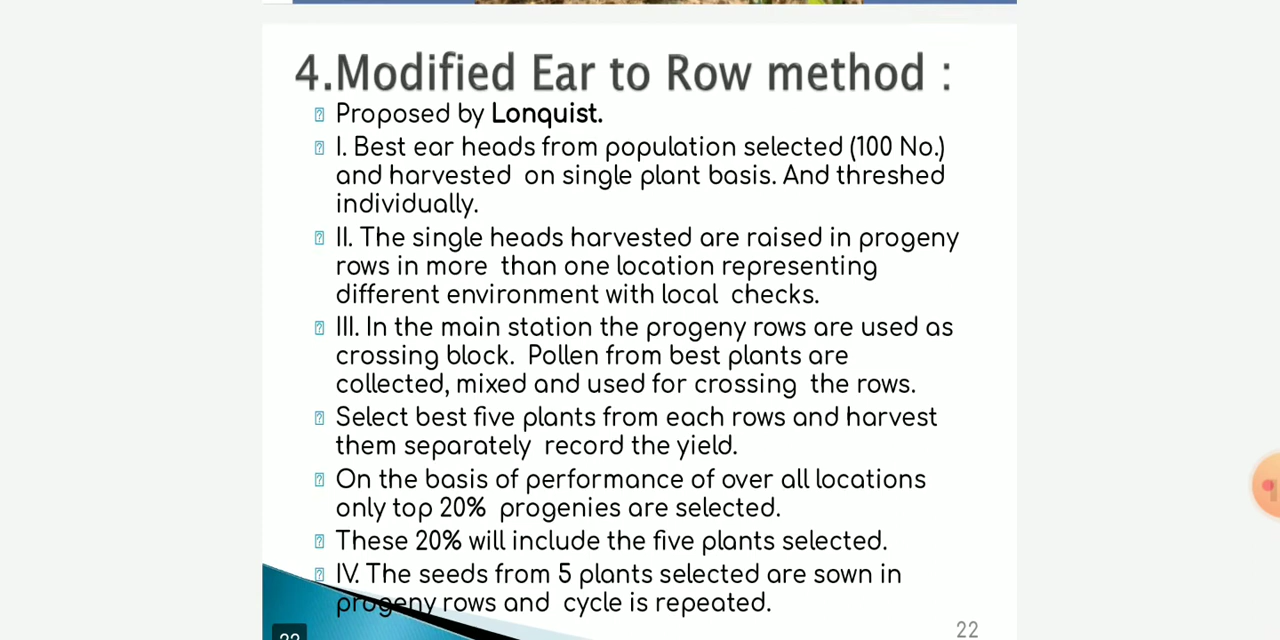 4.Modified Ear to Row method :
Proposed by Lonquist.
I. Best ear heads from population selected (100 No.)
and harvested on single plant basis. And threshed
individually.
II. The single heads harvested are raised in progeny
rows in more than one location representing
different environment with local checks.
III. In the main station the progeny rows are used as
crossing block. Pollen from best plants are
collected, mixed and used for crossing the rows.
Select best five plants from each rows and harvest
them separately record the yield.
On the basis of performance of over all locations
only top 20% progenies are selected.
These 20% will include the five plants selected.
IV. The seeds from 5 plants selected are sown in
progeny rows and cycle is repeated.
22